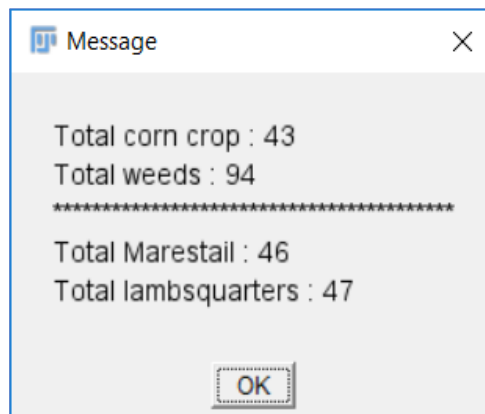 Message
Total corn crop : 43
Total weeds : 94
****************************************
Total Marestail : 46
Total lambsquarters : 47
OK